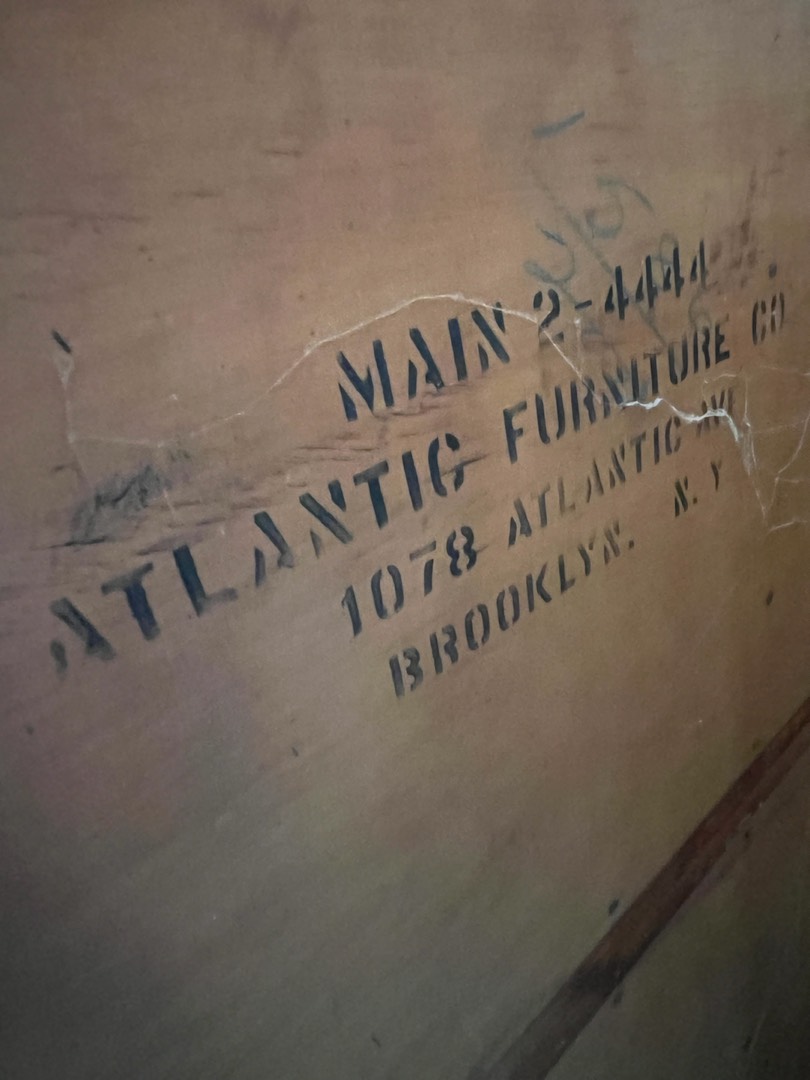 MAIN 2-4444
ATLANTIC FURNITURE CO
1078 ATLANTIC AVE
BROOKLYN. N.Y